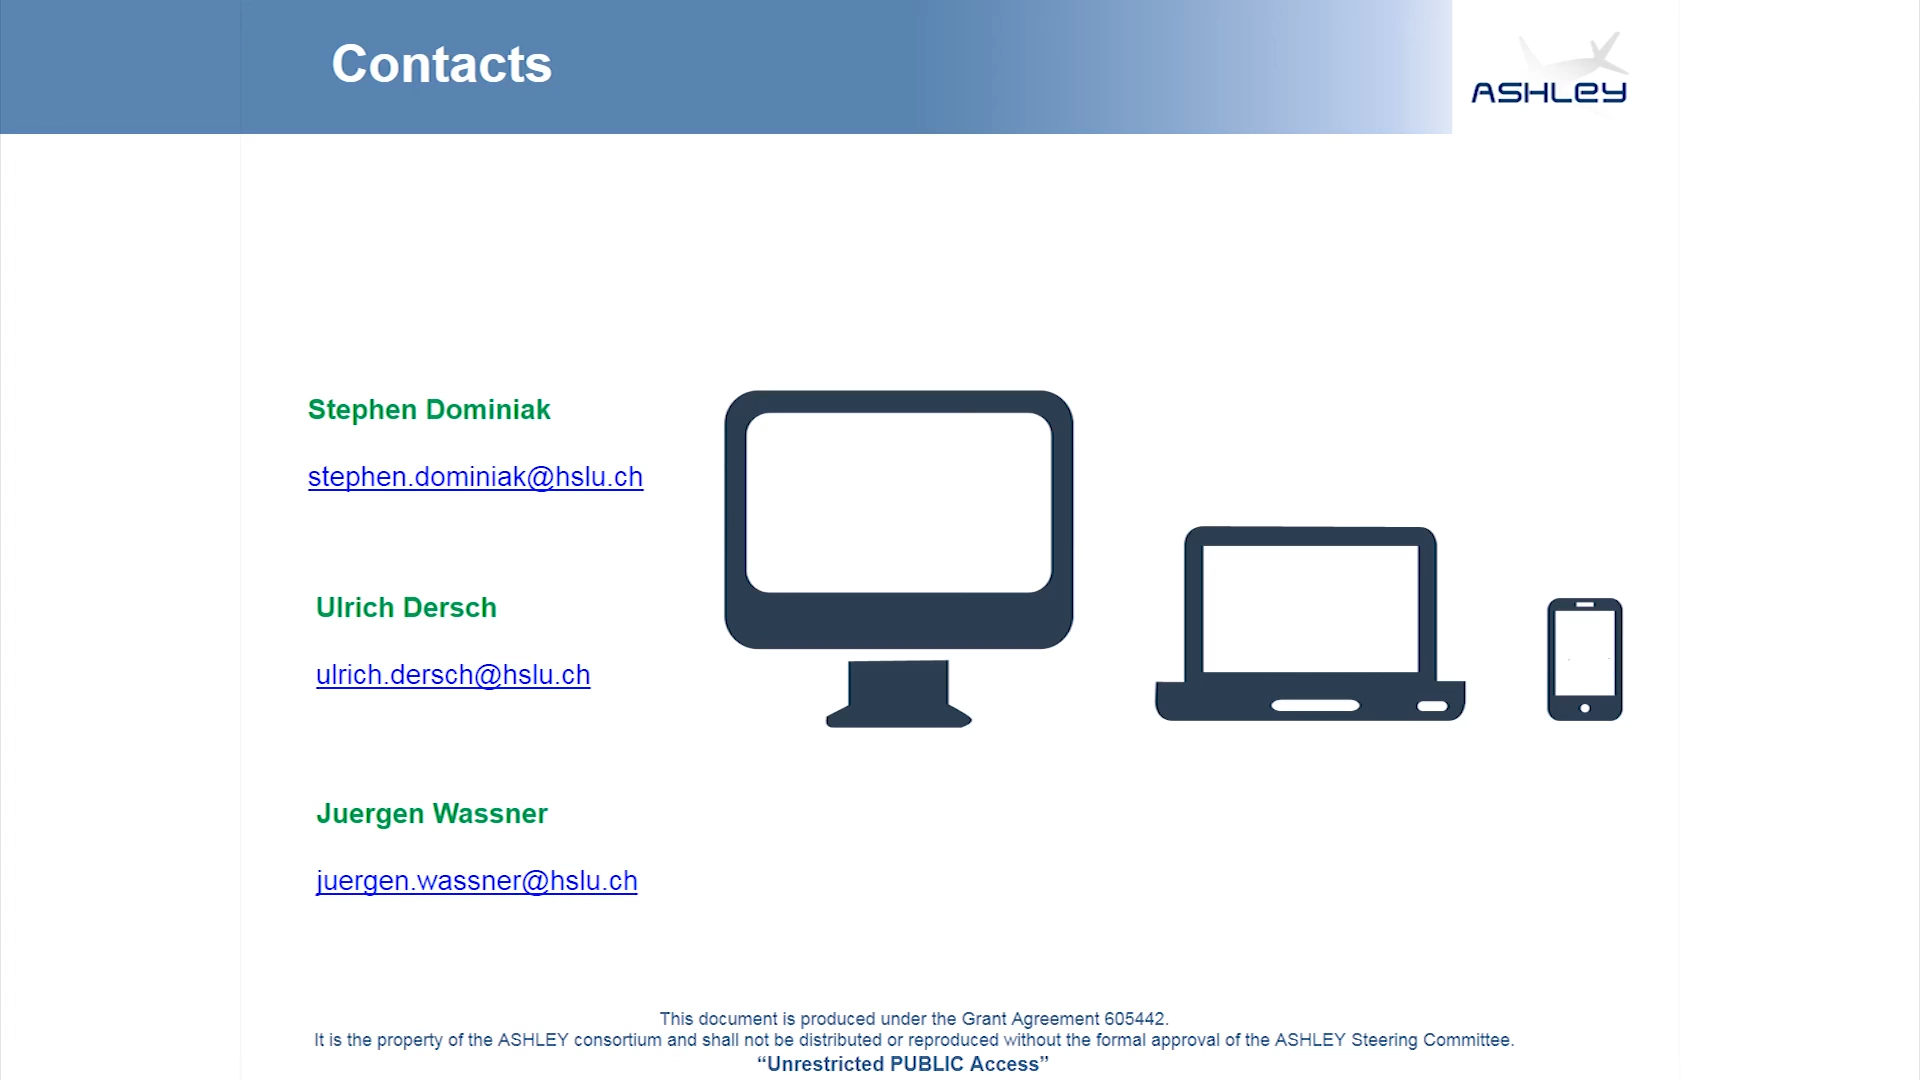 Contacts
ASHLEY
Stephen Dominiak
stephen.dominiak@hslu.ch
Ulrich Dersch
ulrich.dersch@hslu.ch
Juergen Wassner
juergen.wassner@hslu.ch
This document is produced under the Grant Agreement 605442.
It is the property of the ASHLEY consortium and shall not be distributed or reproduced without the formal approval of the ASHLEY Steering Committee.
“Unrestricted PUBLIC Access”